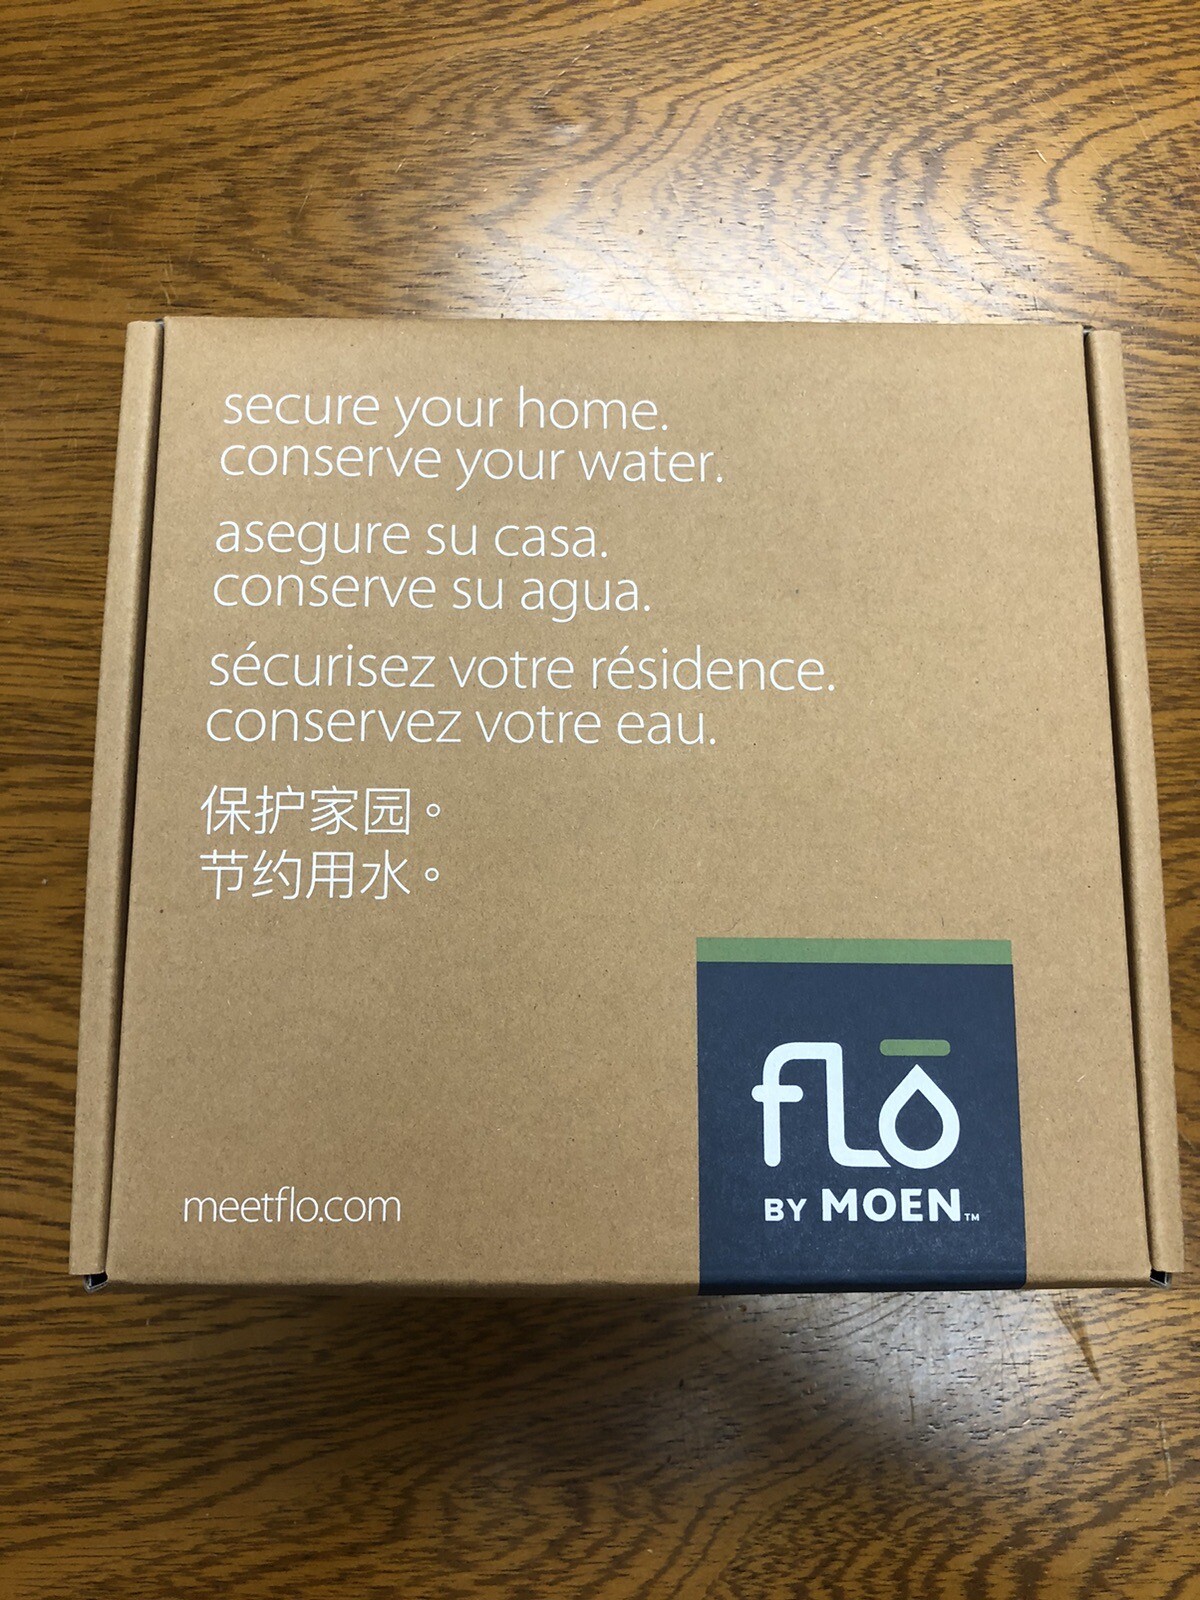 secure your home.
conserve your water.
asegure su casa.
conserve su agua.
sécurisez votre résidence.
conservez votre eau.
保护家园。
节约用水。
flō
BY MOEN™
meetflo.com